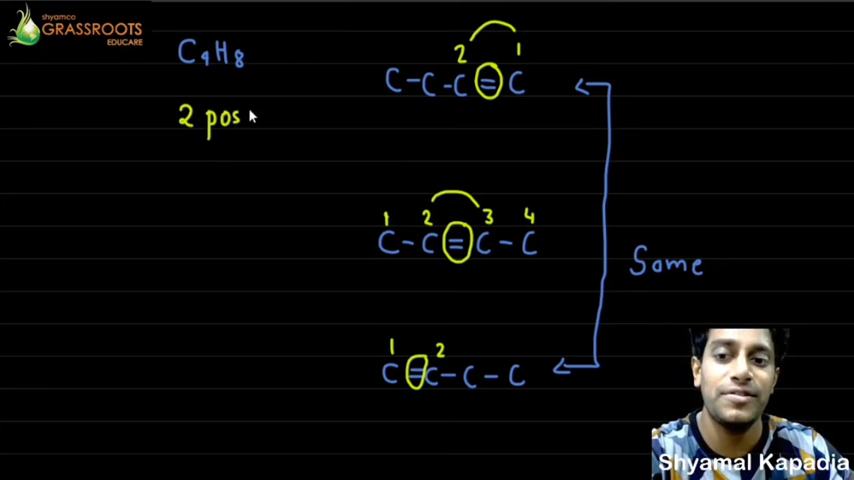 shyamco
GRASSROOTS
EDUCARE
C4H8
2 pos
2 1
C-C-C=C
1 2 3 4
C-C=C-C
Same
1 2
C=C-C-C
Shyamal Kapadia